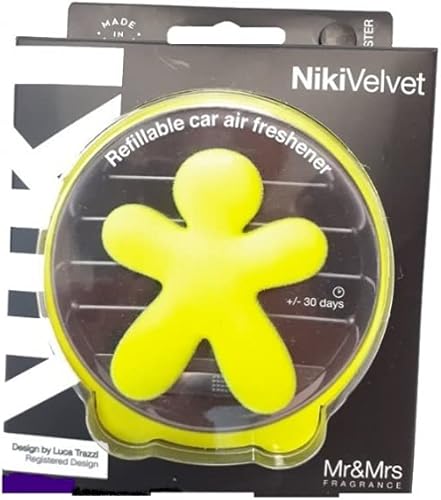 MADE
IN
NikiVelvet
Refillable car air freshener
+/- 30 days
NIKI
Design by Luca Trazzi
Registered Design
Mr&Mrs
FRAGRANCE